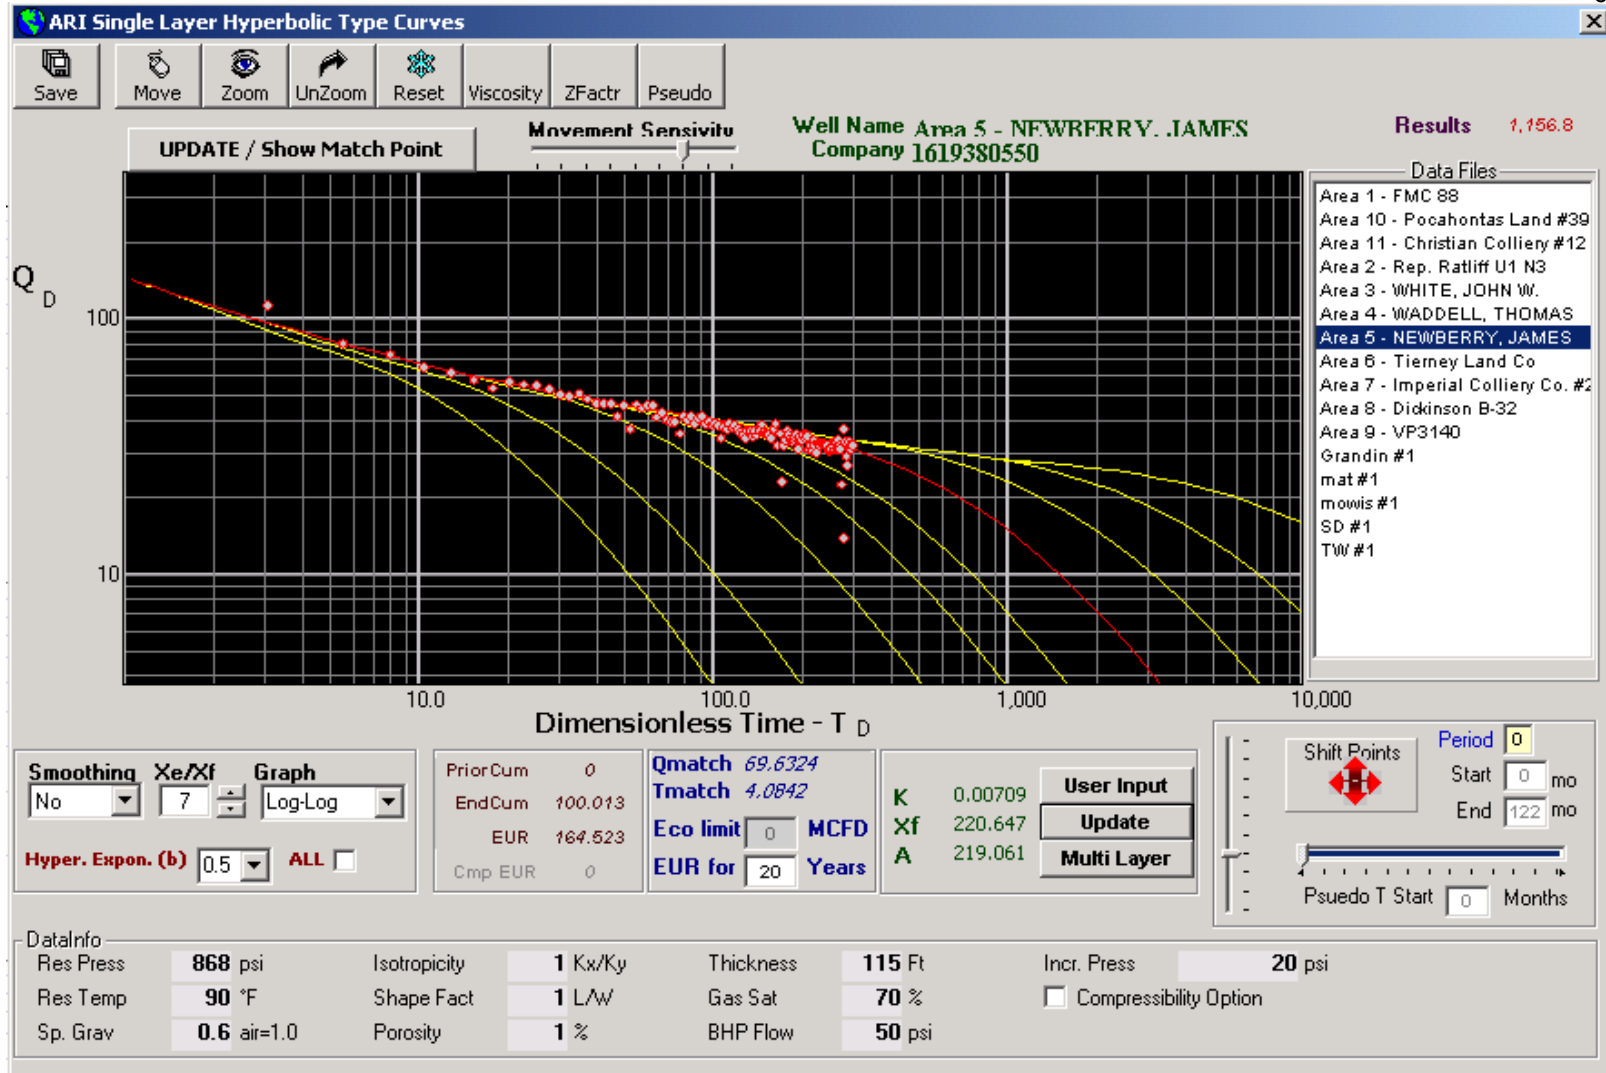 ARI Single Layer Hyperbolic Type Curves
Save Move Zoom UnZoom Reset Viscosity ZFactr Pseudo
UPDATE / Show Match Point
Movement Sensivity
Well Name Area 5 - NEWBERRY, JAMES
Company 1619380550
Results 1,156.8
Data Files
Area 1 - FMC 88
Area 10 - Pocahontas Land #39
Area 11 - Christian Colliery #12
Area 2 - Rep. Ratliff U1 N3
Area 3 - WHITE, JOHN W.
Area 4 - WADDELL, THOMAS
Area 5 - NEWBERRY, JAMES
Area 6 - Tierney Land Co
Area 7 - Imperial Colliery Co. #2
Area 8 - Dickinson B-32
Area 9 - VP3140
Grandin #1
mat #1
mowis #1
SD #1
TW #1
Q D
100
10
10.0 100.0 1,000 10,000
Dimensionless Time - T D
Smoothing Xe/Xf Graph
No 7 Log-Log
Hyper. Expon. (b) 0.5 ALL
PriorCum 0
EndCum 100.013
EUR 164.523
Cmp EUR 0
Qmatch 69.6324
Tmatch 4.0842
Eco limit 0 MCFD
EUR for 20 Years
K 0.00709
Xf 220.647
A 219.061
User Input
Update
Multi Layer
Shift Points
Period 0
Start 0 mo
End 122 mo
Psuedo T Start 0 Months
DataInfo
Res Press 868 psi Isotropicity 1 Kx/Ky Thickness 115 Ft Incr. Press 20 psi
Res Temp 90 °F Shape Fact 1 L/W Gas Sat 70 % Compressibility Option
Sp. Grav 0.6 air=1.0 Porosity 1 % BHP Flow 50 psi